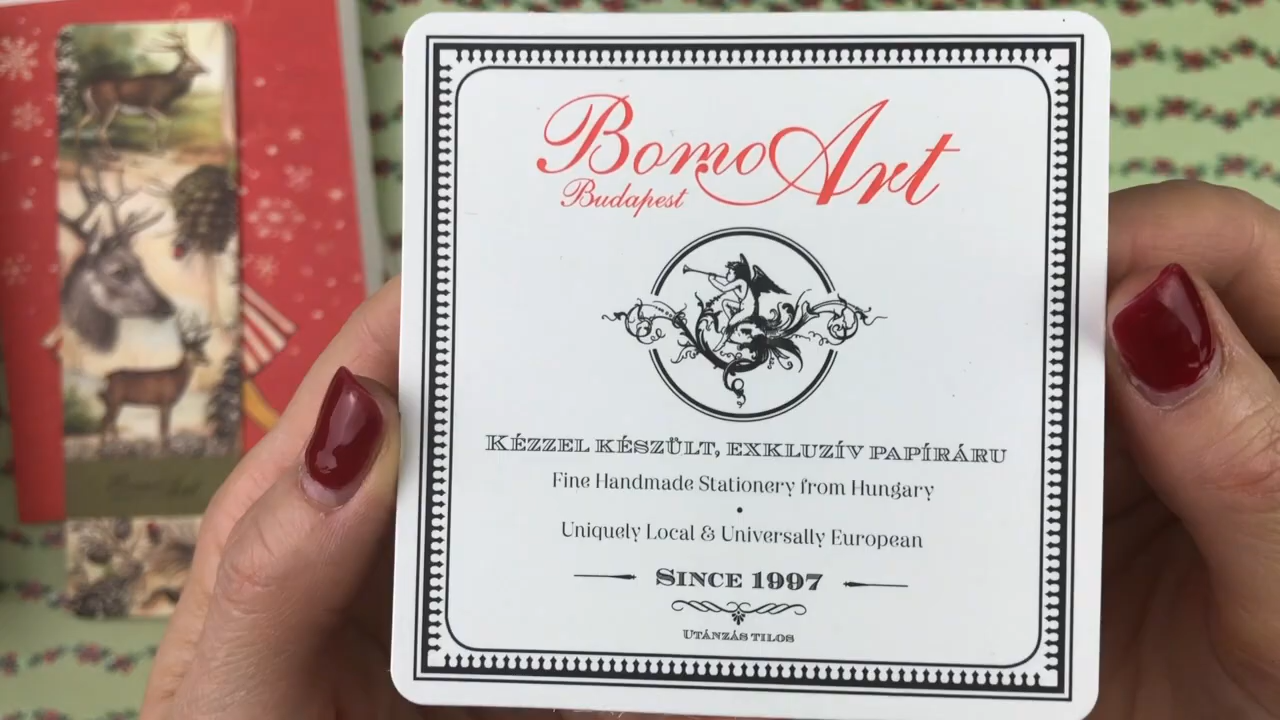 BomoArt
Budapest
KÉZZEL KÉSZÜLT, EXKLUZÍV PAPÍRÁRU
Fine Handmade Stationery from Hungary
•
Uniquely Local & Universally European
SINCE 1997
UTÁNZÁS TILOS